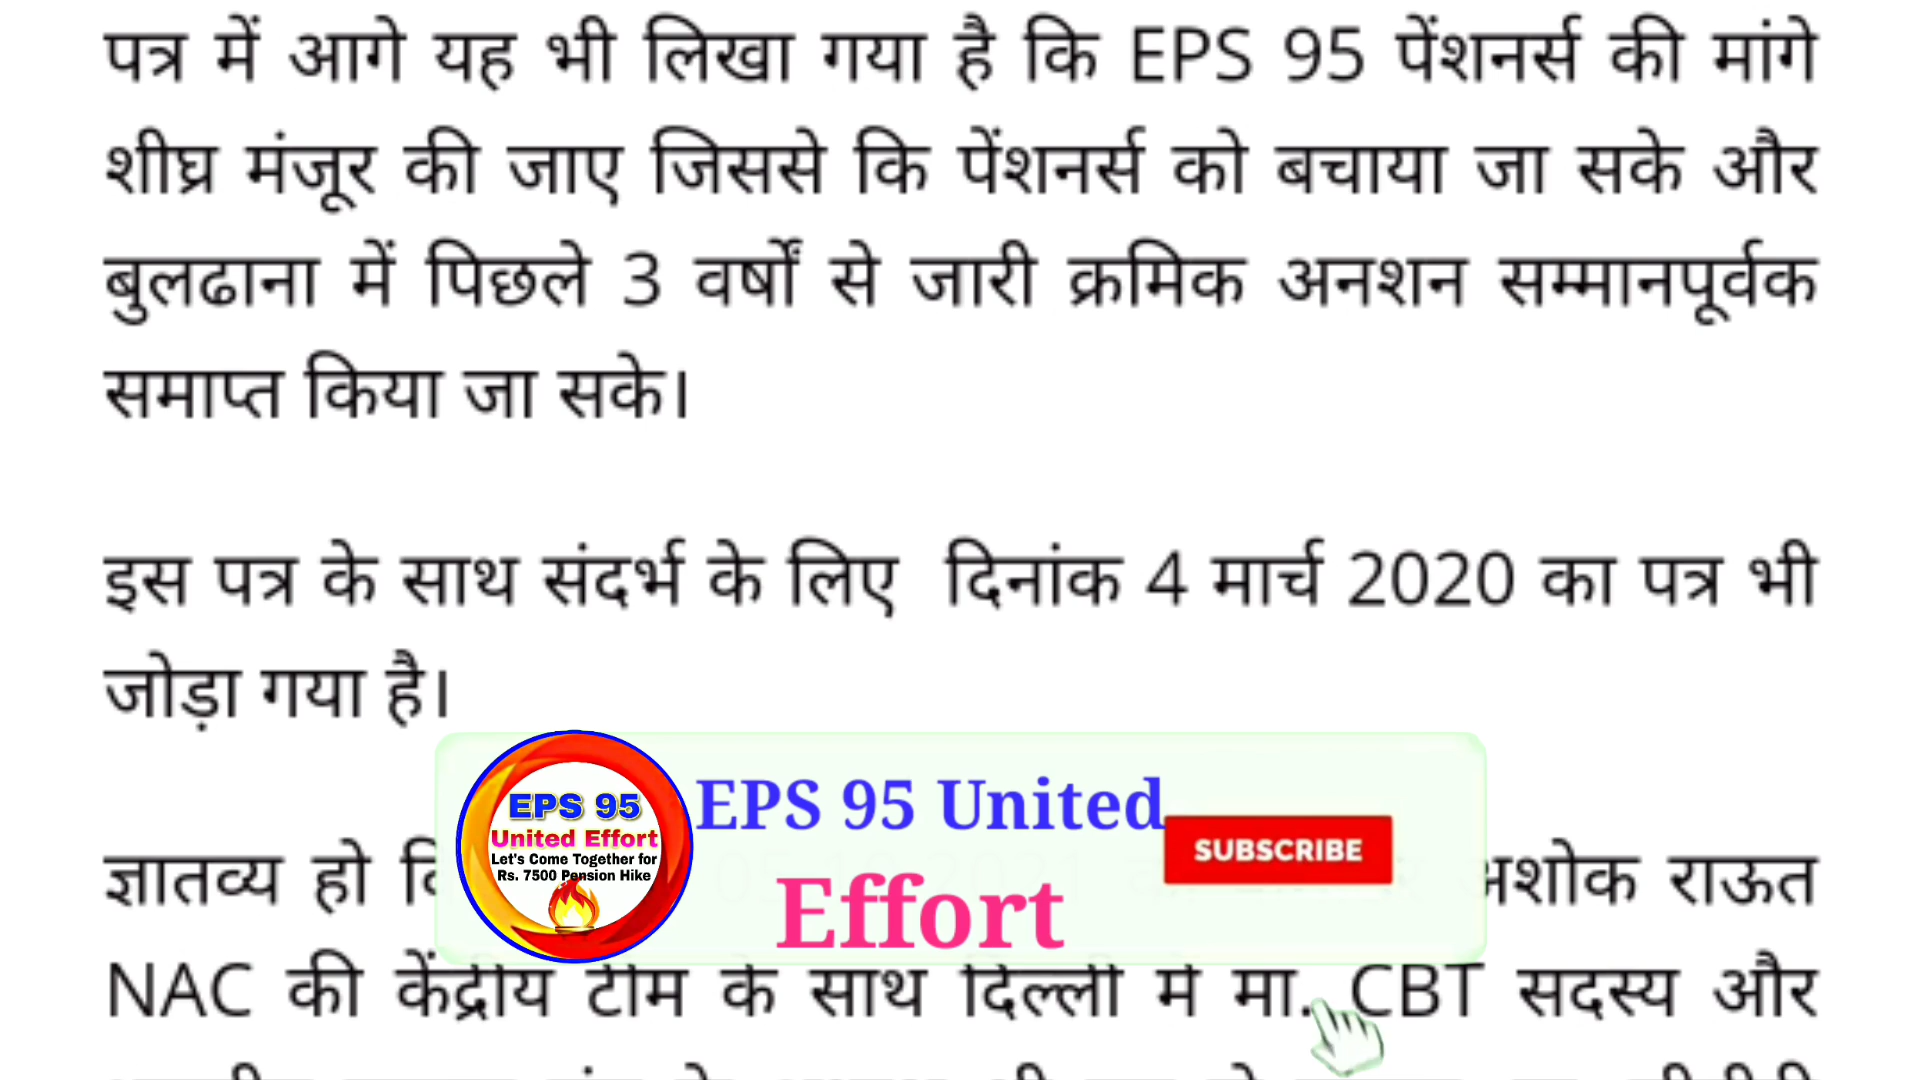 पत्र में आगे यह भी लिखा गया है कि EPS 95 पेंशनर्स की मांगे
शीघ्र मंजूर की जाए जिससे कि पेंशनर्स को बचाया जा सके और
बुलढाना में पिछले 3 वर्षों से जारी क्रमिक अनशन सम्मानपूर्वक
समाप्त किया जा सके।
इस पत्र के साथ संदर्भ के लिए दिनांक 4 मार्च 2020 का पत्र भी
जोड़ा गया है।
EPS 95
United Effort
Let's Come Together for
Rs. 7500 Pension Hike
EPS 95 United
Effort
SUBSCRIBE
ज्ञातव्य हो अशोक राऊत
NAC की केंद्रीय टीम के साथ दिल्ली में मा. CBT सदस्य और